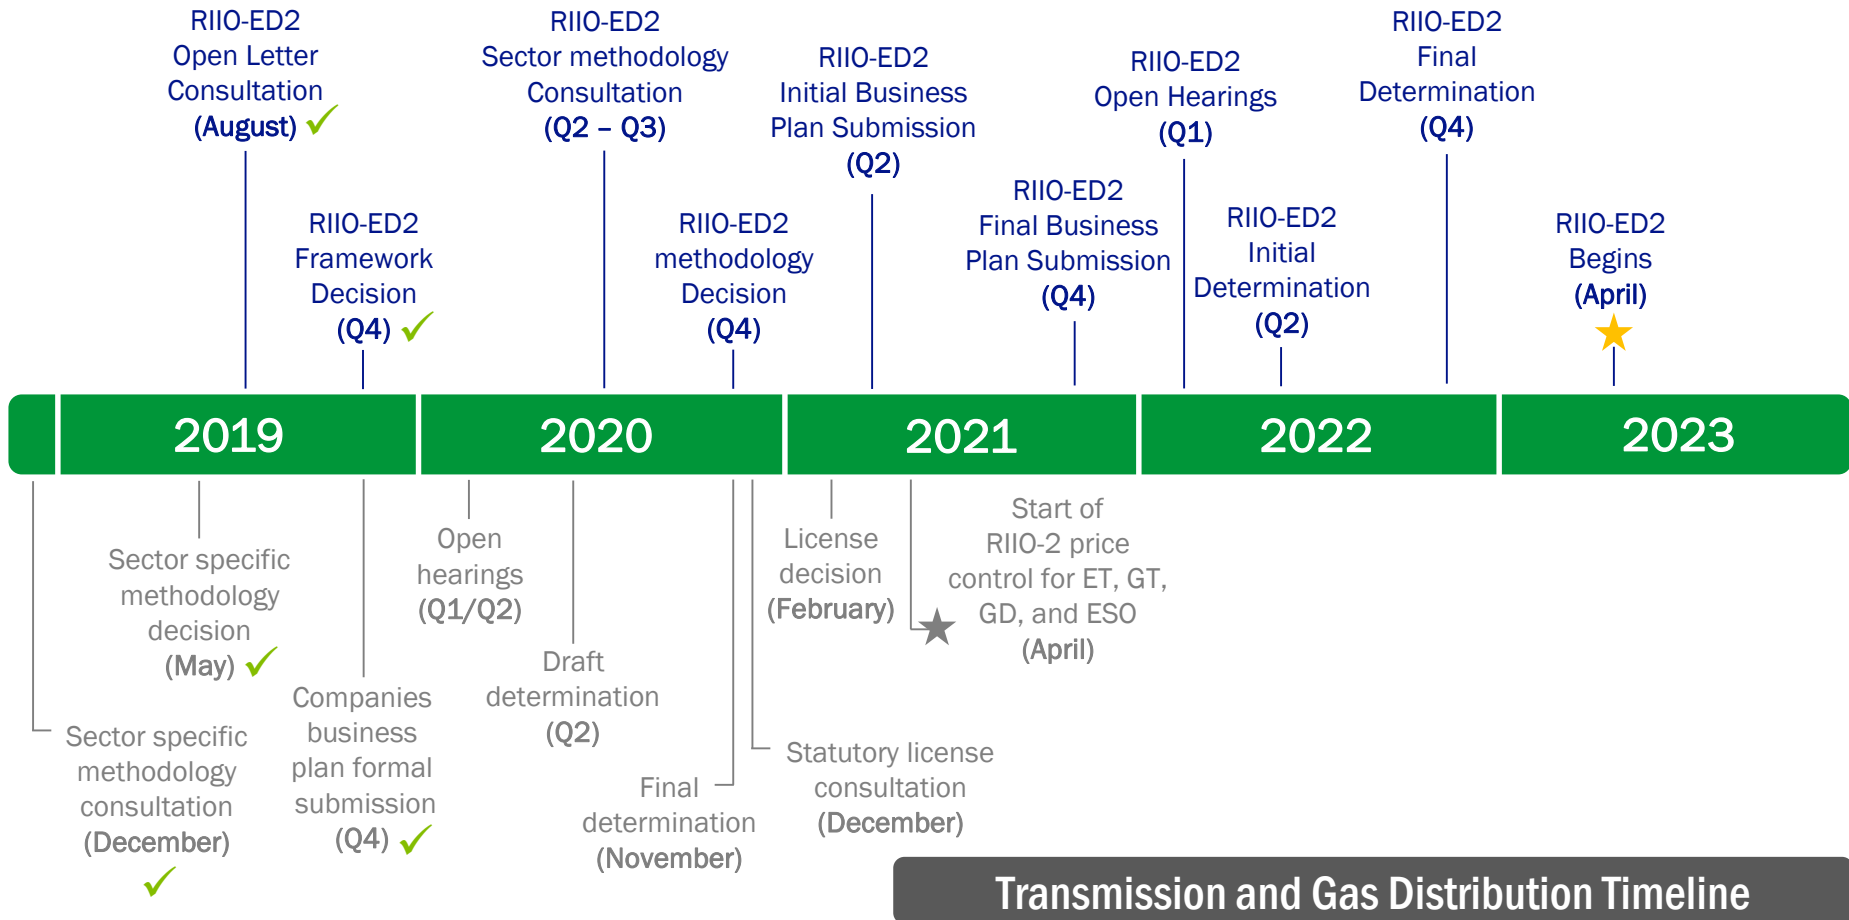 RIIO-ED2
Open Letter
Consultation
(August)
RIIO-ED2
Framework
Decision
(Q4)
RIIO-ED2
Sector methodology
Consultation
(Q2 – Q3)
RIIO-ED2
methodology
Decision
(Q4)
RIIO-ED2
Initial Business
Plan Submission
(Q2)
RIIO-ED2
Final Business
Plan Submission
(Q4)
RIIO-ED2
Open Hearings
(Q1)
RIIO-ED2
Initial
Determination
(Q2)
RIIO-ED2
Final
Determination
(Q4)
RIIO-ED2
Begins
(April)
2019
2020
2021
2022
2023
Sector specific
methodology
consultation
(December)
Sector specific
methodology
decision
(May)
Companies
business
plan formal
submission
(Q4)
Open
hearings
(Q1/Q2)
Draft
determination
(Q2)
Final
determination
(November)
Statutory license
consultation
(December)
License
decision
(February)
Start of
RIIO-2 price
control for ET, GT,
GD, and ESO
(April)
Transmission and Gas Distribution Timeline